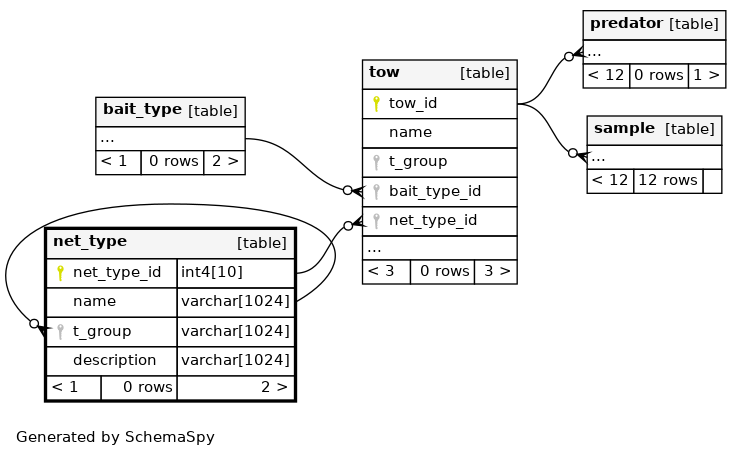 predator [table]
...
< 12 0 rows 1 >
tow [table]
tow_id
name
t_group
bait_type_id
net_type_id
...
< 3 0 rows 3 >
bait_type [table]
...
< 1 0 rows 2 >
sample [table]
...
< 12 12 rows
net_type [table]
net_type_id int4[10]
name varchar[1024]
t_group varchar[1024]
description varchar[1024]
< 1 0 rows 2 >
Generated by SchemaSpy